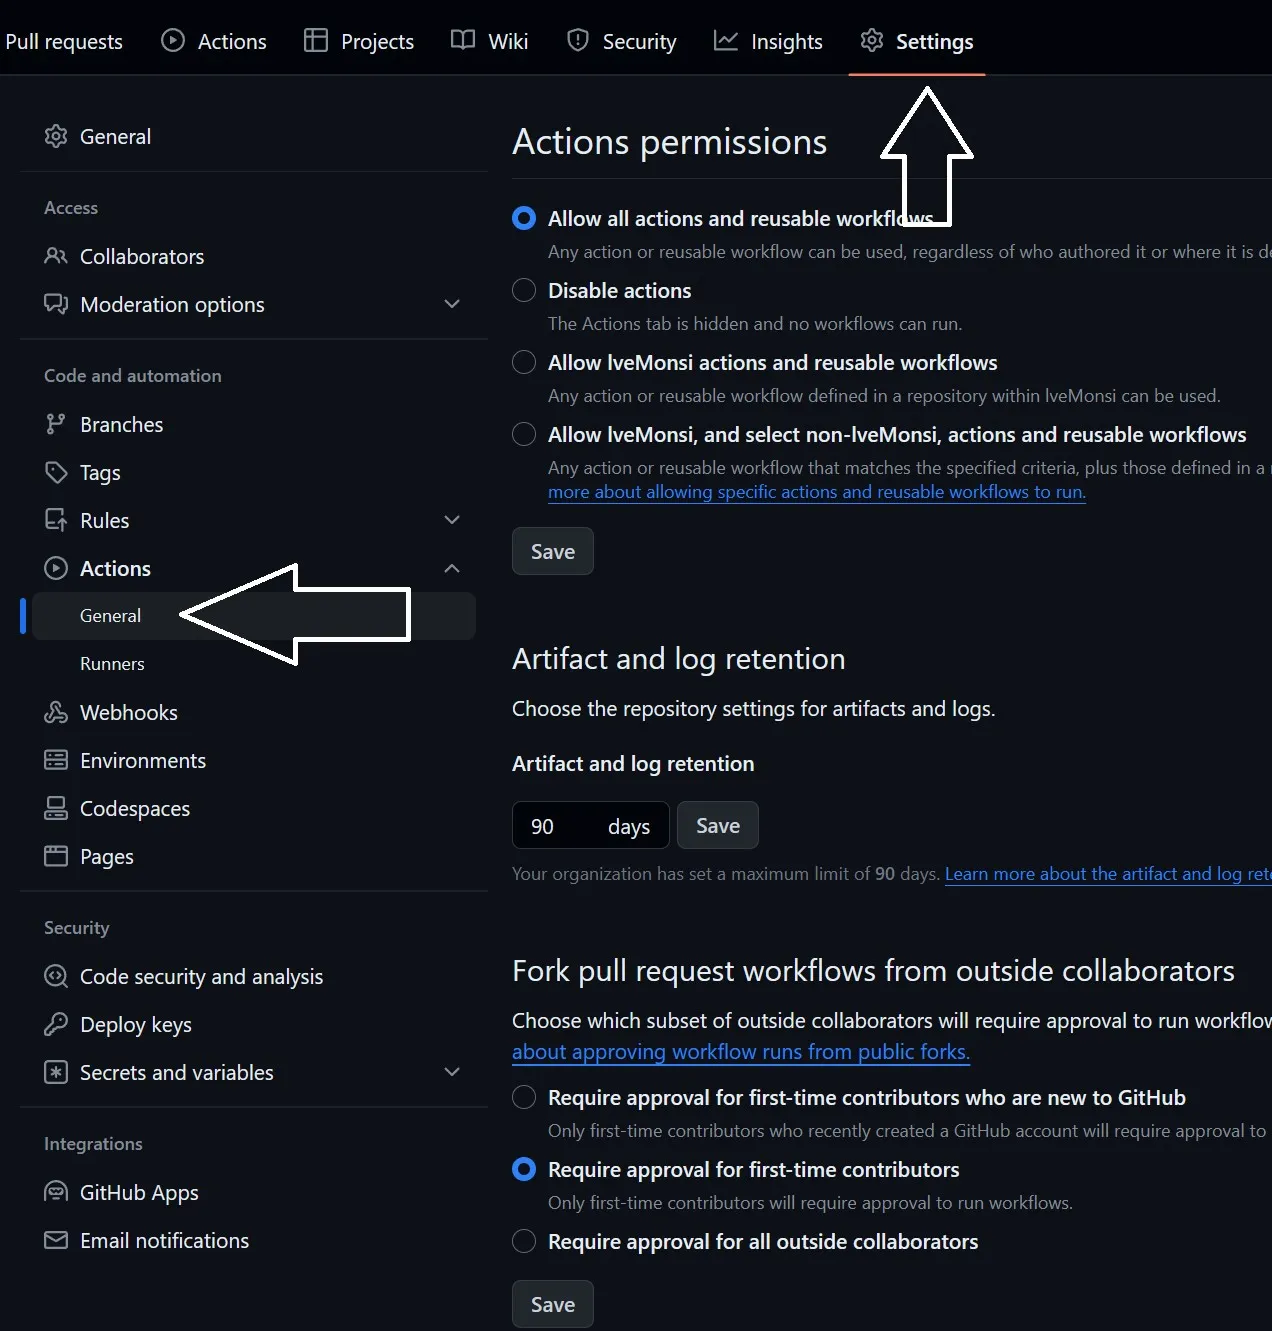 Pull requests Actions Projects Wiki Security Insights Settings
General
Access
Collaborators
Moderation options
Code and automation
Branches
Tags
Rules
Actions
General
Runners
Webhooks
Environments
Codespaces
Pages
Security
Code security and analysis
Deploy keys
Secrets and variables
Integrations
GitHub Apps
Email notifications
Actions permissions
Allow all actions and reusable workflows
Any action or reusable workflow can be used, regardless of who authored it or where it is
Disable actions
The Actions tab is hidden and no workflows can run.
Allow lveMonsi actions and reusable workflows
Any action or reusable workflow defined in a repository within lveMonsi can be used.
Allow lveMonsi, and select non-lveMonsi, actions and reusable workflows
Any action or reusable workflow that matches the specified criteria, plus those defined in a
more about allowing specific actions and reusable workflows to run.
Save
Artifact and log retention
Choose the repository settings for artifacts and logs.
Artifact and log retention
90 days Save
Your organization has set a maximum limit of 90 days. Learn more about the artifact and log
Fork pull request workflows from outside collaborators
Choose which subset of outside collaborators will require approval to run
about approving workflow runs from public forks.
Require approval for first-time contributors who are new to GitHub
Only first-time contributors who recently created a GitHub account will require approval to
Require approval for first-time contributors
Only first-time contributors will require approval to run workflows.
Require approval for all outside collaborators
Save